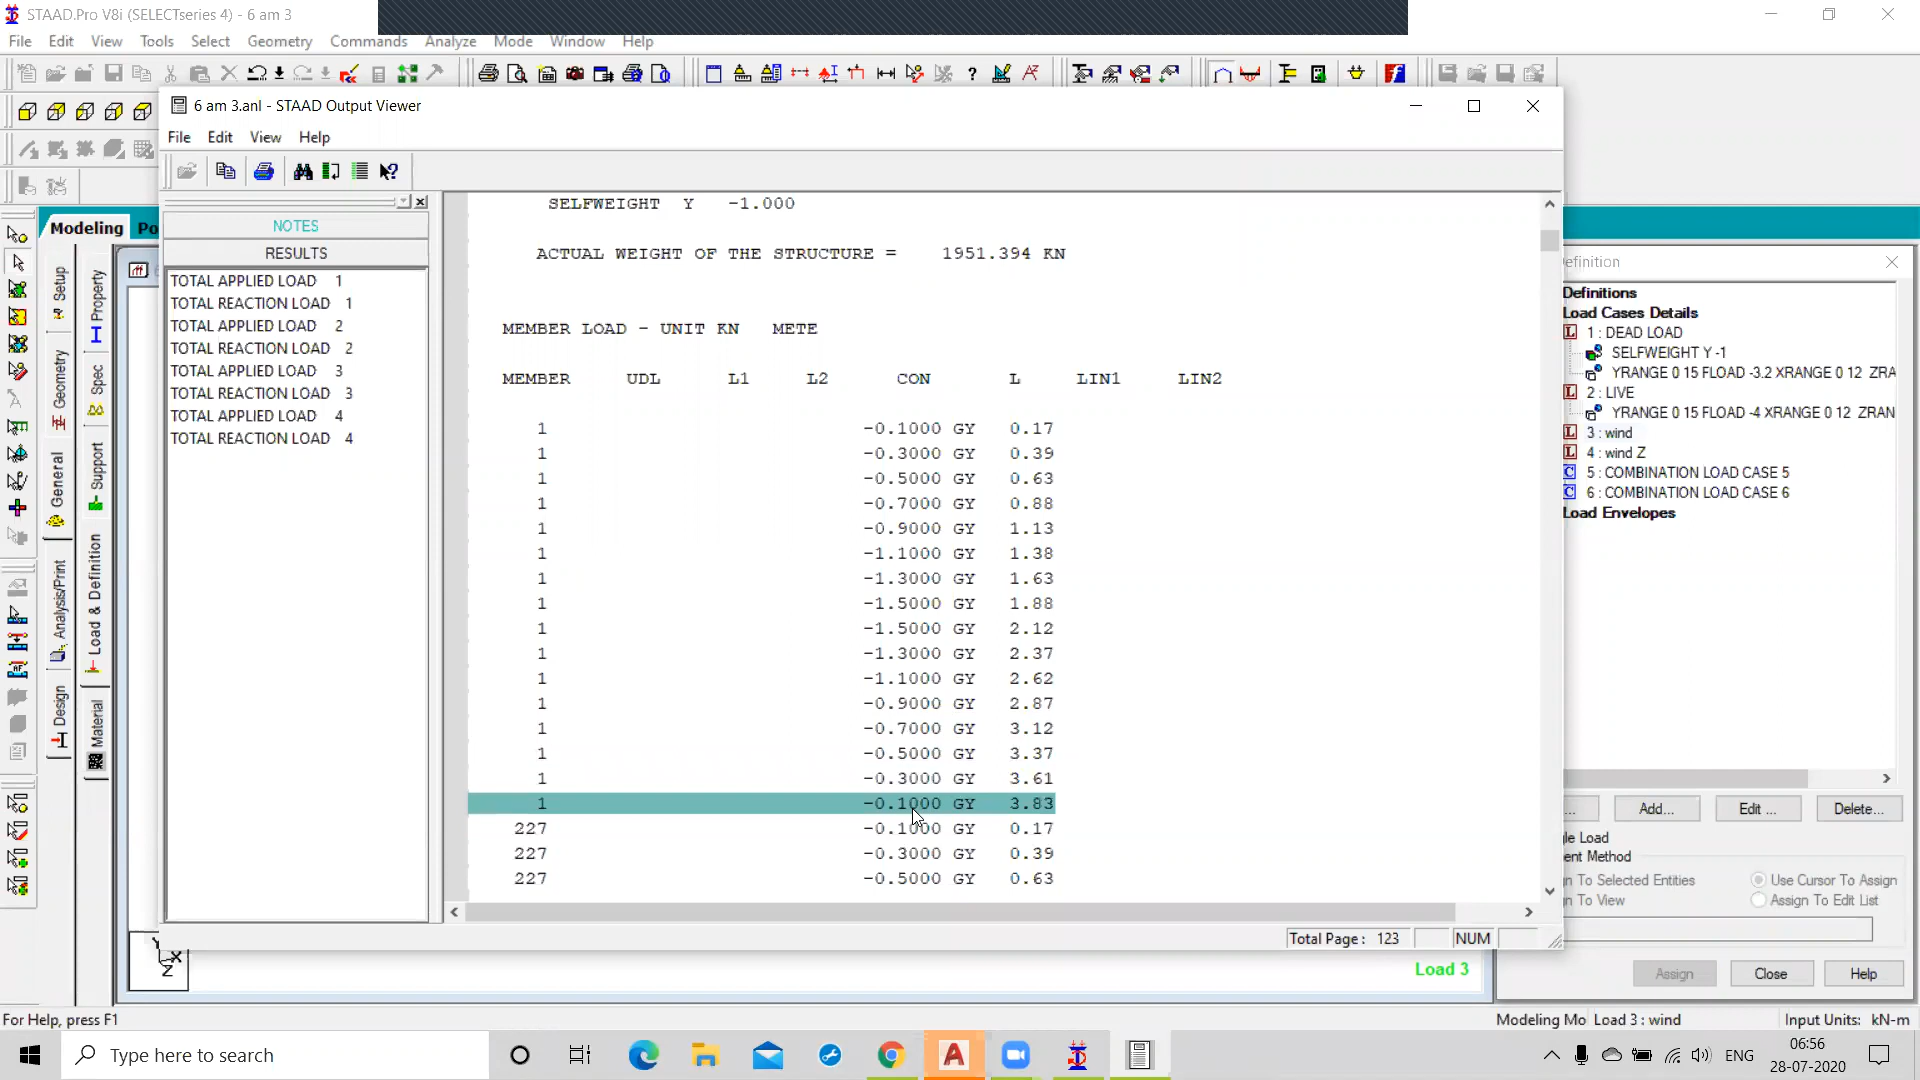 STAAD.Pro V8i (SELECTseries 4) - 6 am 3
File Edit View Tools Select Geometry Commands Analyze Mode Window Help
6 am 3.anl - STAAD Output Viewer
File Edit View Help
NOTES
RESULTS
TOTAL APPLIED LOAD 1
TOTAL REACTION LOAD 1
TOTAL APPLIED LOAD 2
TOTAL REACTION LOAD 2
TOTAL APPLIED LOAD 3
TOTAL REACTION LOAD 3
TOTAL APPLIED LOAD 4
TOTAL REACTION LOAD 4
SELFWEIGHT Y -1.000
ACTUAL WEIGHT OF THE STRUCTURE = 1951.394 KN
MEMBER LOAD - UNIT KN METE
MEMBER UDL L1 L2 CON L LIN1 LIN2
1 -0.1000 GY 0.17
1 -0.3000 GY 0.39
1 -0.5000 GY 0.63
1 -0.7000 GY 0.88
1 -0.9000 GY 1.13
1 -1.1000 GY 1.38
1 -1.3000 GY 1.63
1 -1.5000 GY 1.88
1 -1.5000 GY 2.12
1 -1.3000 GY 2.37
1 -1.1000 GY 2.62
1 -0.9000 GY 2.87
1 -0.7000 GY 3.12
1 -0.5000 GY 3.37
1 -0.3000 GY 3.61
1 -0.1000 GY 3.83
227 -0.1000 GY 0.17
227 -0.3000 GY 0.39
227 -0.5000 GY 0.63
Total Page: 123 NUM
Modeling Po
Setup
Geometry
General
Analysis/Print
Design
Property
Spec
Support
Load & Definition
Material
efinition
Definitions
Load Cases Details
L 1 : DEAD LOAD
SELFWEIGHT Y -1
YRANGE 0 15 FLOAD -3.2 XRANGE 0 12 ZRA
L 2 : LIVE
YRANGE 0 15 FLOAD -4 XRANGE 0 12 ZRAN
L 3 : wind
L 4 : wind Z
C 5 : COMBINATION LOAD CASE 5
C 6 : COMBINATION LOAD CASE 6
Load Envelopes
... Add... Edit ... Delete...
le Load
ent Method
n To Selected Entities Use Cursor To Assign
n To View Assign To Edit List
Assign Close Help
Y X Z
Load 3
For Help, press F1 Modeling Mo Load 3 : wind Input Units: kN-m
Type here to search
ENG
06:56
28-07-2020